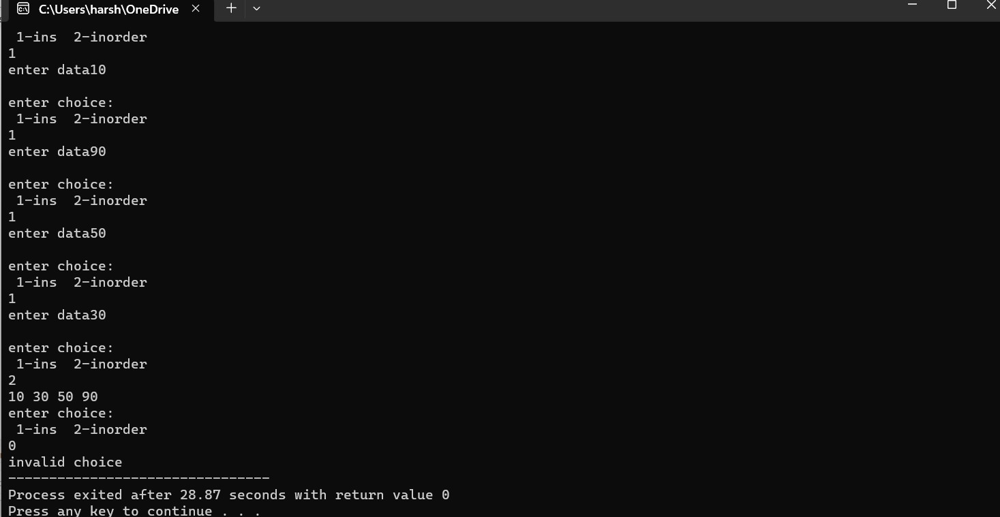 C:\Users\harsh\OneDrive
1-ins  2-inorder
1
enter data10
enter choice:
1-ins  2-inorder
1
enter data90
enter choice:
1-ins  2-inorder
1
enter data50
enter choice:
1-ins  2-inorder
1
enter data30
enter choice:
1-ins  2-inorder
2
10 30 50 90
enter choice:
1-ins  2-inorder
0
invalid choice
--------------------------------
Process exited after 28.87 seconds with return value 0
Press any key to continue . . .